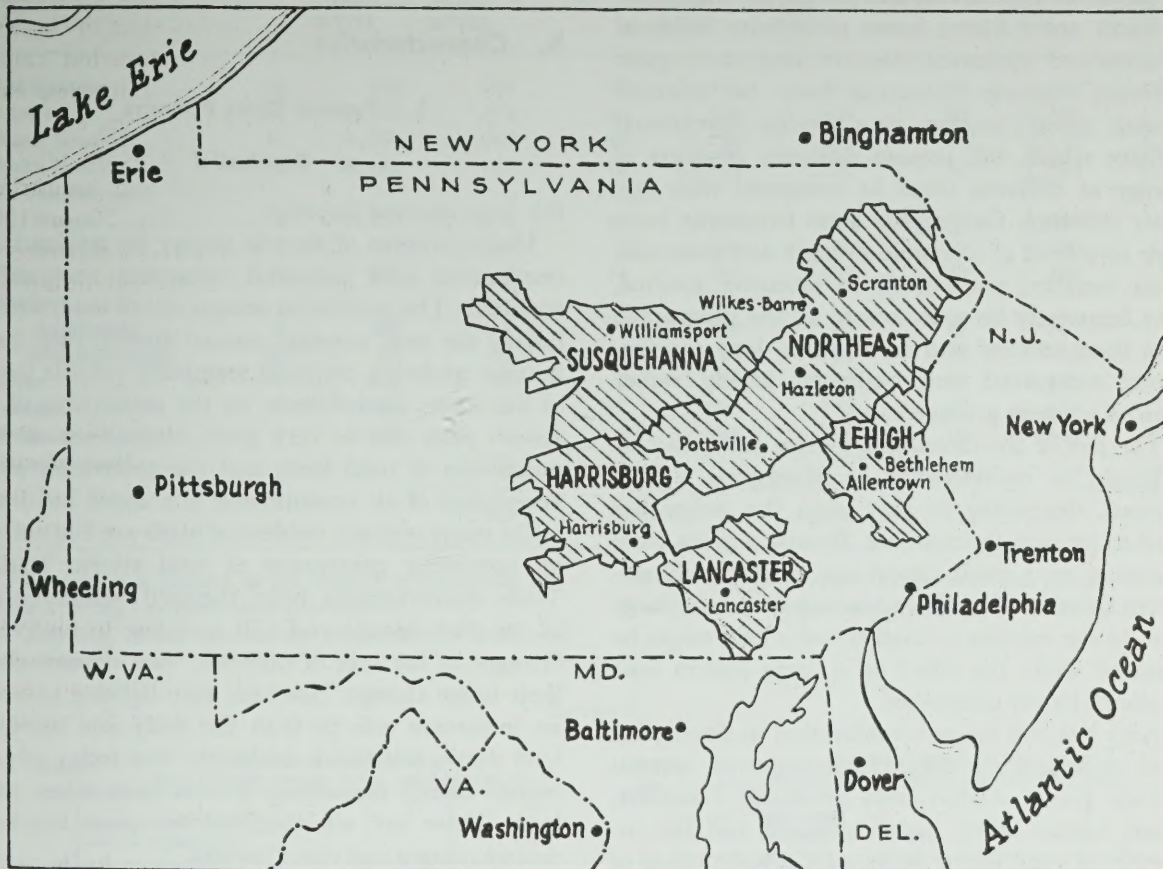 Lake Erie
Erie
NEW YORK
PENNSYLVANIA
Binghamton
Scranton
Wilkes-Barre
Williamsport
SUSQUEHANNA
NORTHEAST
N.J.
Hazleton
New York
Pottsville
LEHIGH
Bethlehem
Allentown
HARRISBURG
Pittsburgh
Harrisburg
Trenton
LANCASTER
Wheeling
Lancaster
Philadelphia
W. VA.
MD.
Baltimore
Atlantic Ocean
Dover
VA.
Washington
DEL.